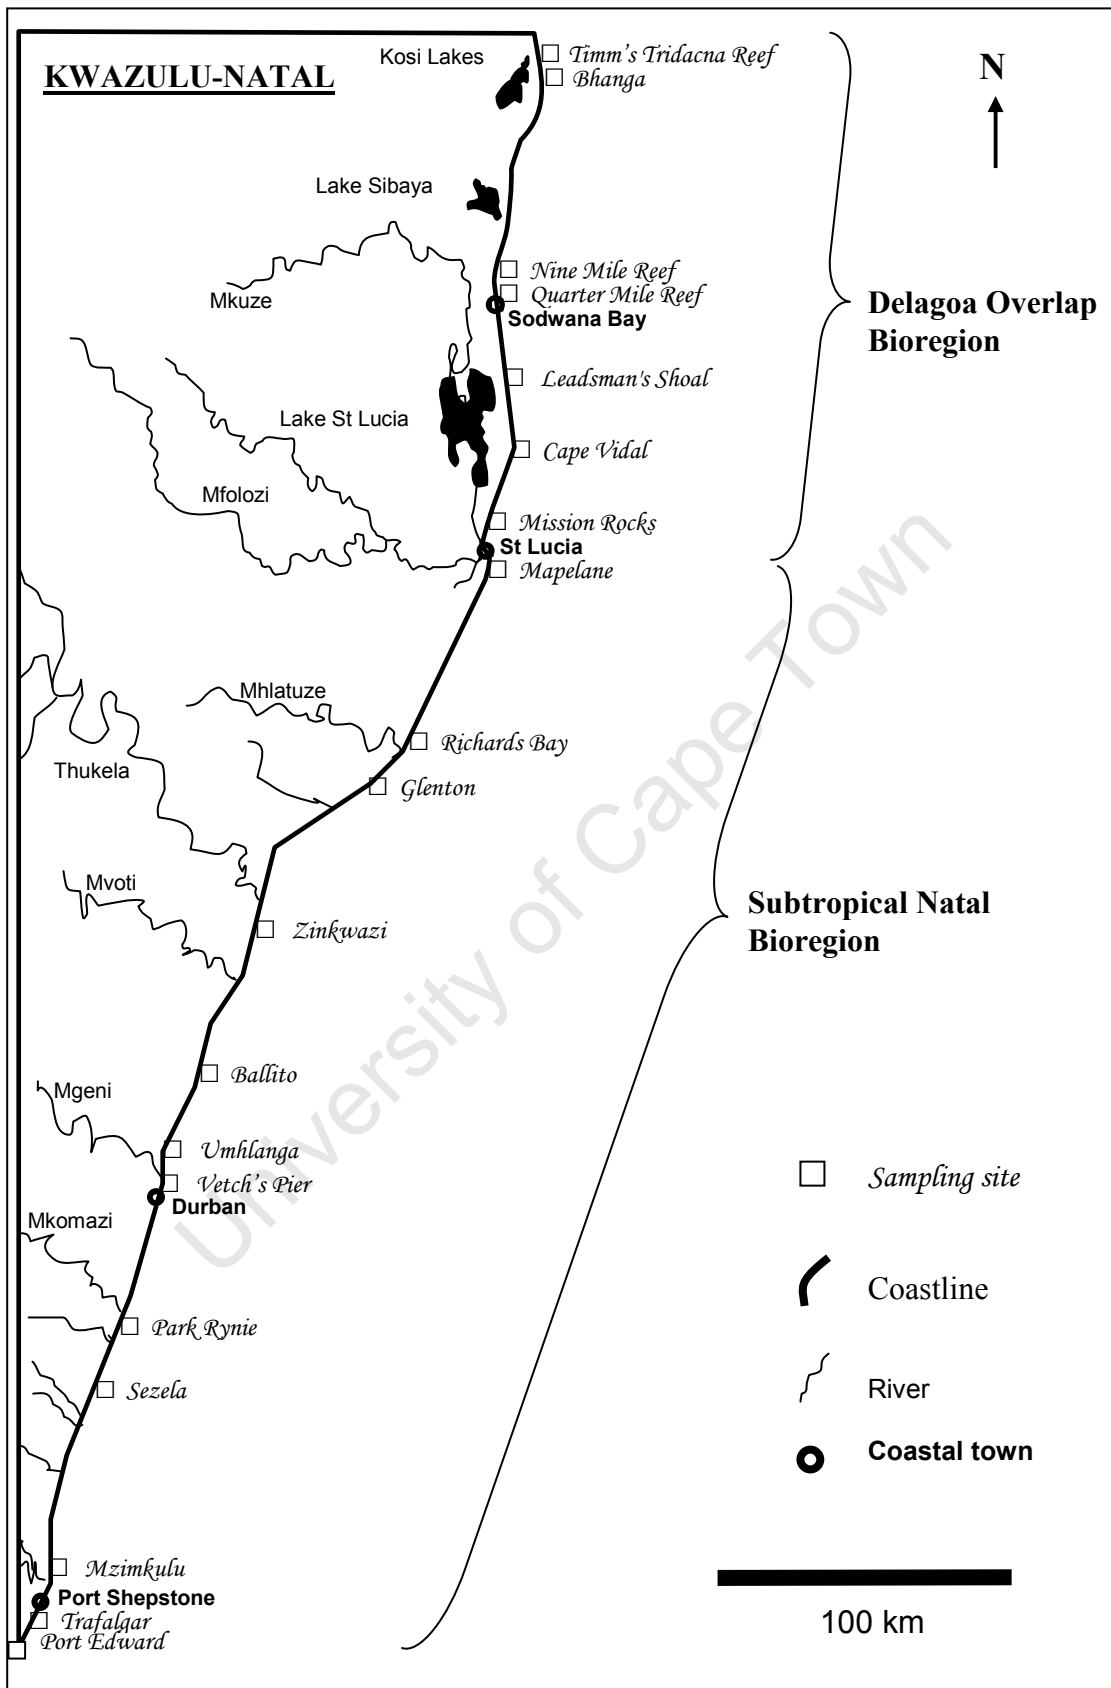 KWAZULU-NATAL
Kosi Lakes
Timm's Tridacna Reef
Bhanga
N
Lake Sibaya
Mkuze
Nine Mile Reef
Quarter Mile Reef
Sodwana Bay
Delagoa Overlap
Bioregion
Leadsman's Shoal
Lake St Lucia
Cape Vidal
Mfolozi
Mission Rocks
St Lucia
Mapelane
Mhlatuze
Richards Bay
Thukela
Glenton
Mvoti
Zinkwazi
Subtropical Natal
Bioregion
Ballito
Mgeni
Umhlanga
Vetch's Pier
Durban
Mkomazi
Park Rynie
Sezela
Mzimkulu
Port Shepstone
Trafalgar
Port Edward
Sampling site
Coastline
River
Coastal town
100 km
University of Cape Town